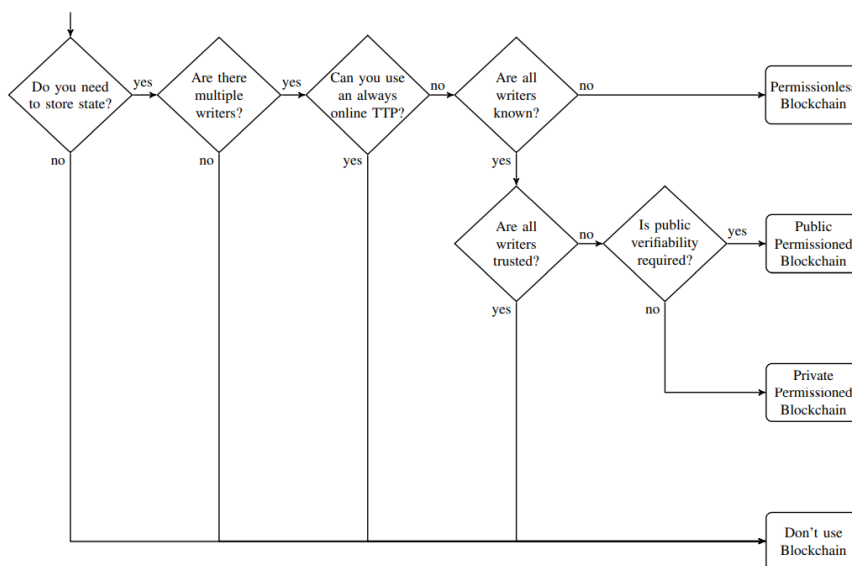 Do you need
to store state?
yes
no
Are there
multiple
writers?
yes
no
Can you use
an always
online TTP?
no
yes
Are all
writers
known?
no
yes
Permissionless
Blockchain
Are all
writers
trusted?
no
yes
Is public
verifiability
required?
yes
no
Public
Permissioned
Blockchain
Private
Permissioned
Blockchain
Don't use
Blockchain